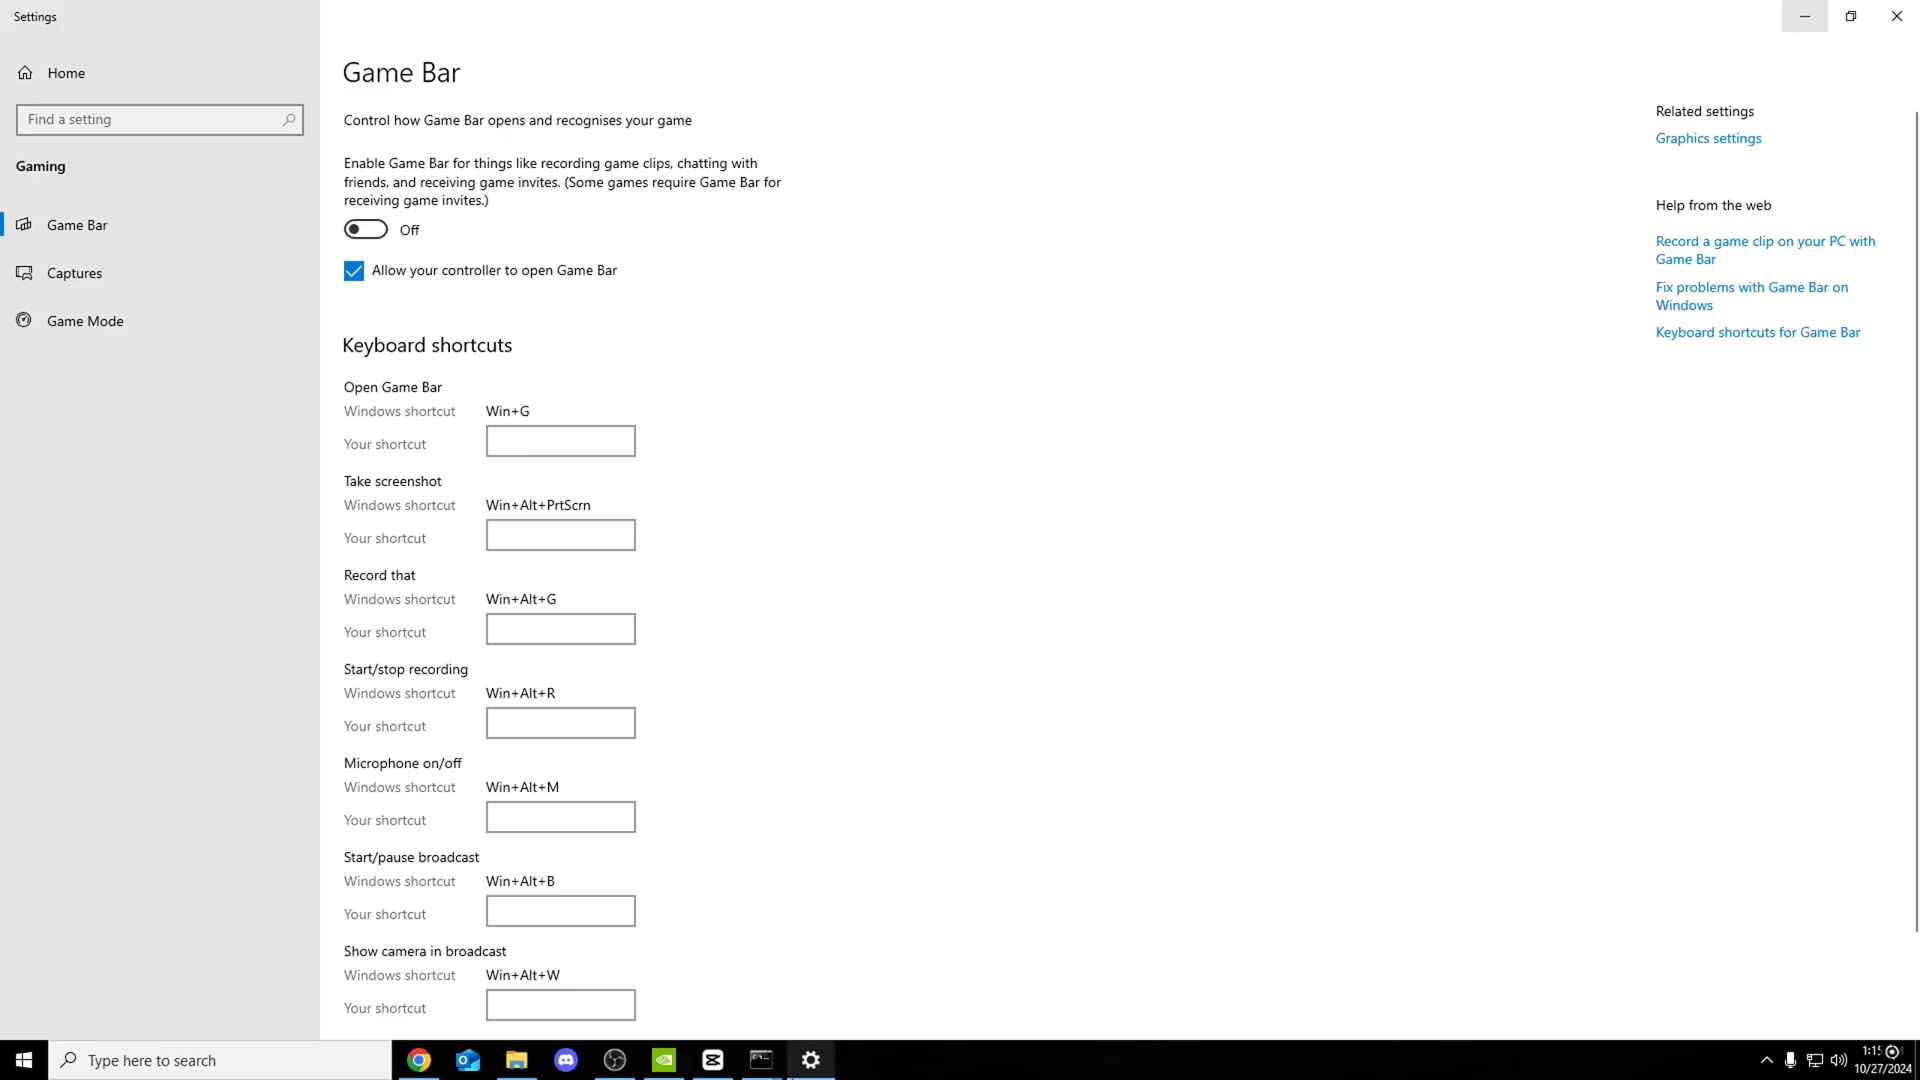 Settings
Home
Find a setting
Gaming
Game Bar
Captures
Game Mode
Game Bar
Control how Game Bar opens and recognises your game
Enable Game Bar for things like recording game clips, chatting with
friends, and receiving game invites. (Some games require Game Bar for
receiving game invites.)
Off
Allow your controller to open Game Bar
Keyboard shortcuts
Open Game Bar
Windows shortcut Win+G
Your shortcut
Take screenshot
Windows shortcut Win+Alt+PrtScrn
Your shortcut
Record that
Windows shortcut Win+Alt+G
Your shortcut
Start/stop recording
Windows shortcut Win+Alt+R
Your shortcut
Microphone on/off
Windows shortcut Win+Alt+M
Your shortcut
Start/pause broadcast
Windows shortcut Win+Alt+B
Your shortcut
Show camera in broadcast
Windows shortcut Win+Alt+W
Your shortcut
Related settings
Graphics settings
Help from the web
Record a game clip on your PC with
Game Bar
Fix problems with Game Bar on
Windows
Keyboard shortcuts for Game Bar
Type here to search
1:15
10/27/2024